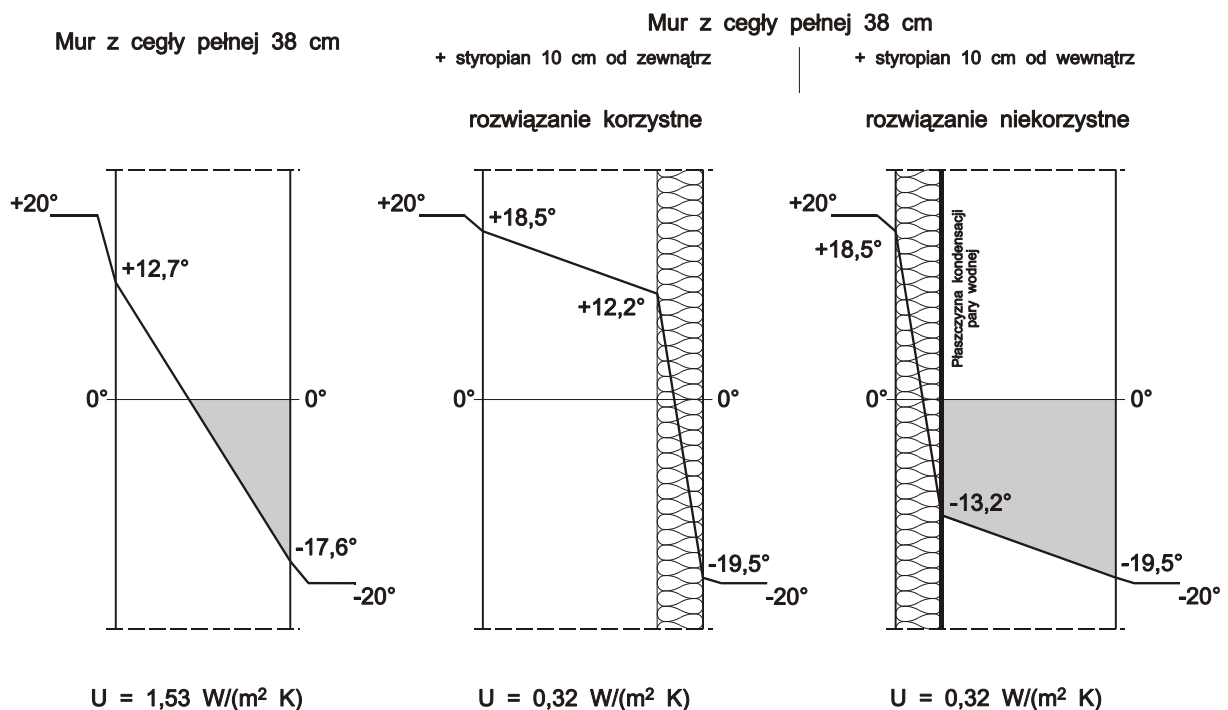 Mur z cegły pełnej 38 cm
Mur z cegły pełnej 38 cm
+ styropian 10 cm od zewnątrz
+ styropian 10 cm od wewnątrz
rozwiązanie korzystne
rozwiązanie niekorzystne
+20°
+12,7°
0°
0°
-17,6°
-20°
U = 1,53 W/(m² K)
+20°
+18,5°
+12,2°
0°
0°
-19,5°
-20°
U = 0,32 W/(m² K)
+20°
+18,5°
Płaszczyzna kondensacji
pary wodnej
0°
0°
-13,2°
-19,5°
-20°
U = 0,32 W/(m² K)